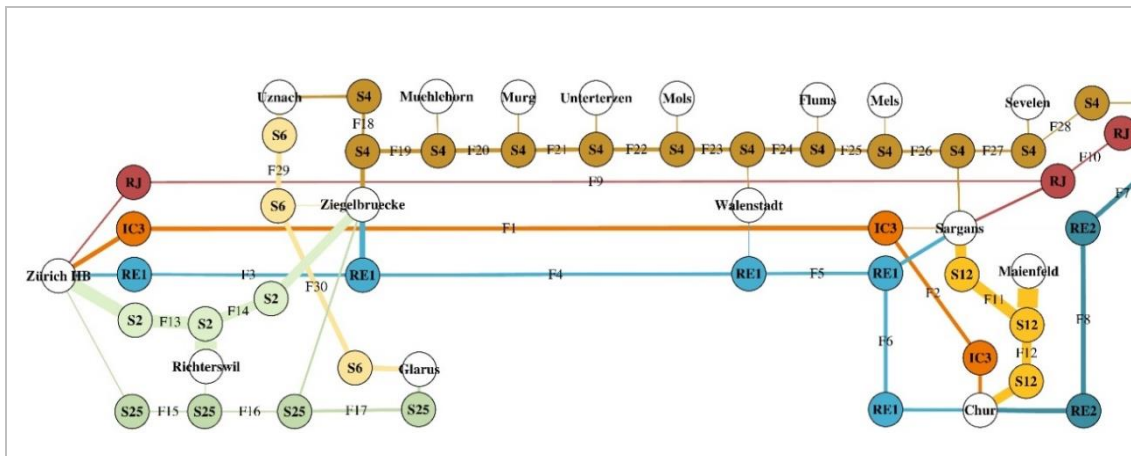 Uznach
S4
Muehlehorn
Murg
Unterterzen
Mols
Flums
Mels
Sevelen
S4
S6
F18
F28
RJ
S4
F19
S4
F20
S4
F21
S4
F22
S4
F23
S4
F24
S4
F25
S4
F26
S4
F27
S4
F10
F29
RJ
F9
RJ
F7
S6
Ziegelbruecke
Walenstadt
IC3
F1
IC3
Sargans
RE2
Zürich HB
RE1
F3
RE1
F4
RE1
F5
RE1
S12
Maienfeld
F30
S2
F2
F11
S2
F13
S2
F14
S12
F8
F6
F12
Richterswil
S6
Glarus
IC3
S12
S25
F15
S25
F16
S25
F17
S25
RE1
Chur
RE2